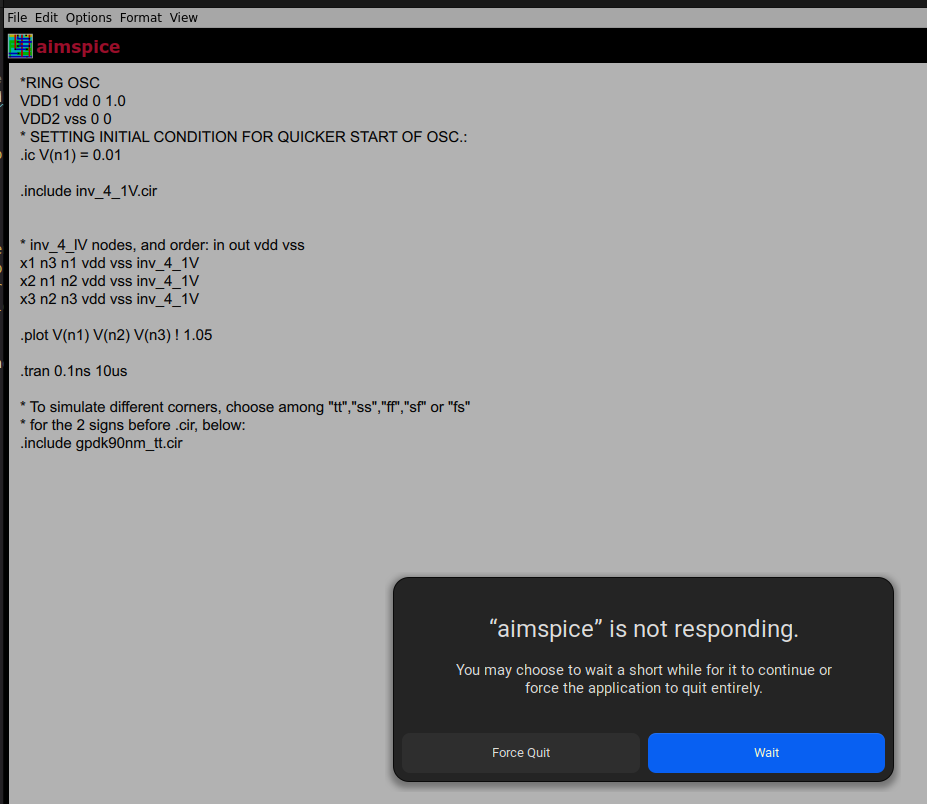 File Edit Options Format View
aimspice
*RING OSC
VDD1 vdd 0 1.0
VDD2 vss 0 0
* SETTING INITIAL CONDITION FOR QUICKER START OF OSC.:
.ic V(n1) = 0.01
.include inv_4_1V.cir
* inv_4_lV nodes, and order: in out vdd vss
x1 n3 n1 vdd vss inv_4_1V
x2 n1 n2 vdd vss inv_4_1V
x3 n2 n3 vdd vss inv_4_1V
.plot V(n1) V(n2) V(n3) ! 1.05
.tran 0.1ns 10us
* To simulate different corners, choose among "tt","ss","ff","sf" or "fs"
* for the 2 signs before .cir, below:
.include gpdk90nm_tt.cir
“aimspice” is not responding.
You may choose to wait a short while for it to continue or
force the application to quit entirely.
Force Quit
Wait